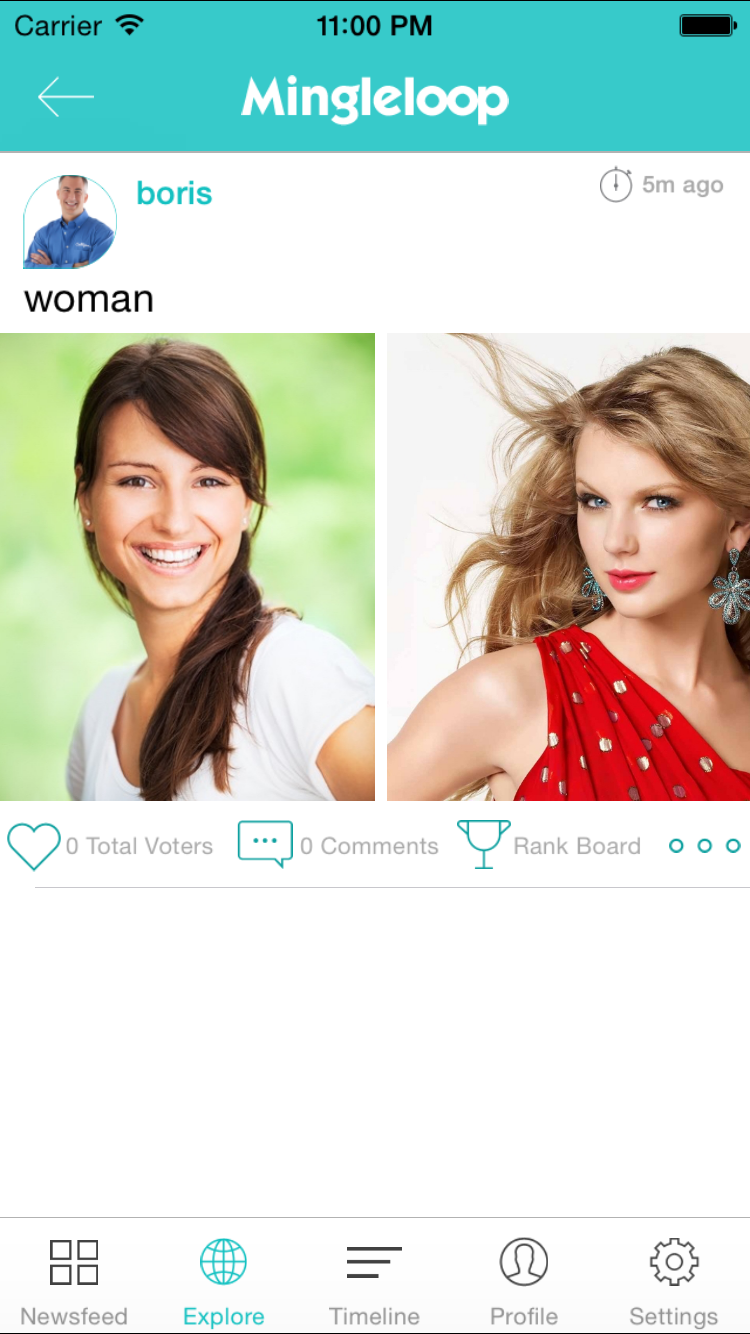 Carrier 11:00 PM
Mingleloop
boris 5m ago
woman
0 Total Voters 0 Comments Rank Board
Newsfeed Explore Timeline Profile Settings